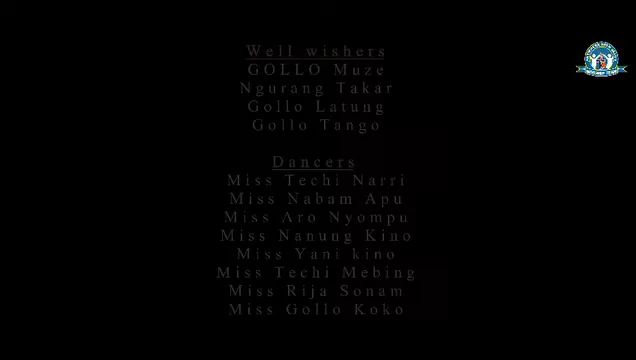 Well wishers
GOLLO Muze
Ngurang Takar
Gollo Latung
Gollo Tango
Dancers
Miss Techi Narri
Miss Nabam Apu
Miss Aro Nyompu
Miss Nanung Kino
Miss Yani kino
Miss Techi Mebing
Miss Rija Sonam
Miss Gollo Koko